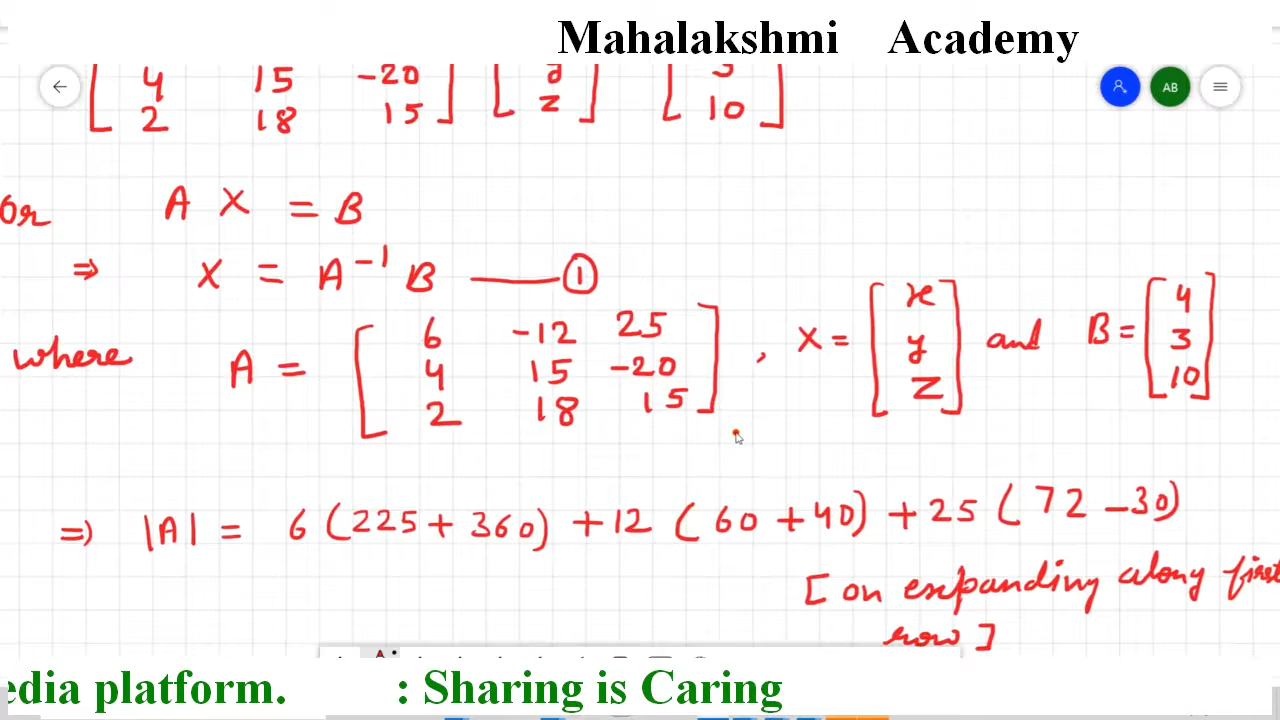 Mahalakshmi Academy
AB
[ 4 15 -20 ] [ y ] [ 3 ]
[ 2 18 15 ] [ z ] [ 10 ]
or A X = B
⇒ X = A⁻¹ B —— ①
where A = [ 6 -12 25 ; 4 15 -20 ; 2 18 15 ] , X = [ x ; y ; z ] and B = [ 4 ; 3 ; 10 ]
⇒ |A| = 6 (225 + 360) + 12 (60 + 40) + 25 (72 - 30)
[ on expanding along first
row ]
edia platform. : Sharing is Caring